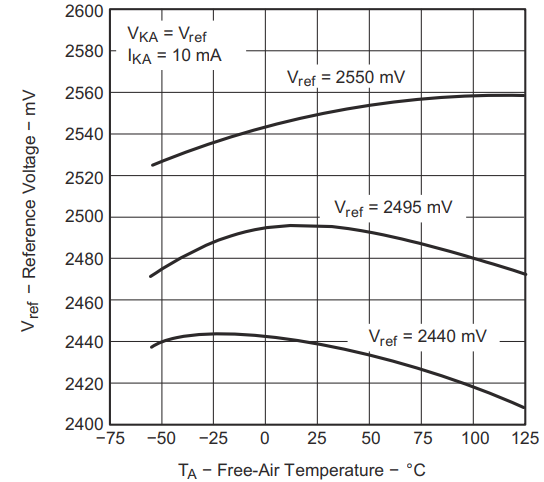 2600
2580
2560
2540
2520
2500
2480
2460
2440
2420
2400
Vref – Reference Voltage – mV
VKA = Vref
IKA = 10 mA
Vref = 2550 mV
Vref = 2495 mV
Vref = 2440 mV
–75 –50 –25 0 25 50 75 100 125
TA – Free-Air Temperature – °C